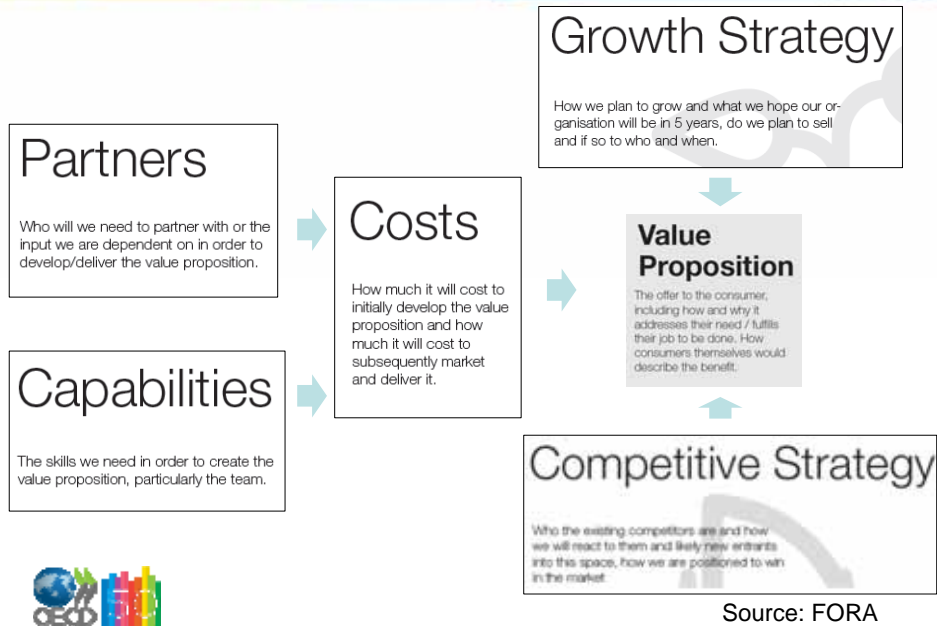 Growth Strategy
How we plan to grow and what we hope our or-
ganisation will be in 5 years, do we plan to sell
and if so to who and when.
Partners
Who will we need to partner with or the
input we are dependent on in order to
develop/deliver the value proposition.
Costs
How much it will cost to
initially develop the value
proposition and how
much it will cost to
subsequently market
and deliver it.
Value
Proposition
The offer to the consumer,
including how and why it
addresses their need / fulfills
their job to be done. How
consumers themselves would
describe the benefit.
Capabilities
The skills we need in order to create the
value proposition, particularly the team.
Competitive Strategy
Who the existing competitors are and how
we will react to them and likely new entrants
into this space, how we are positioned to win
in the market
OECD
50
Source: FORA